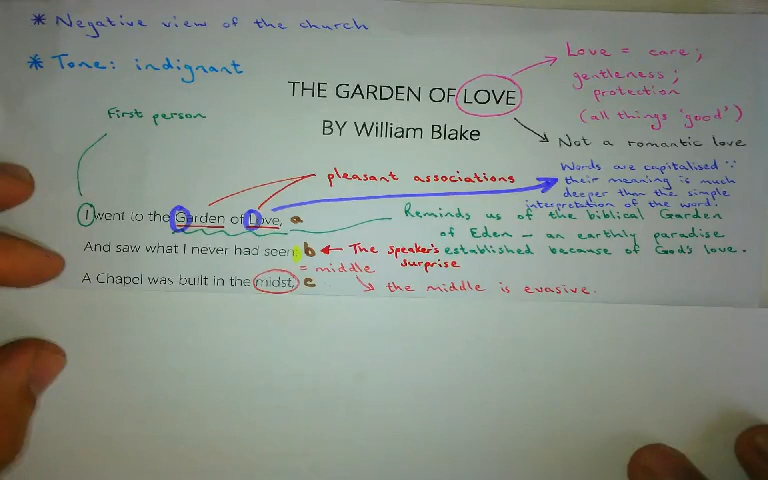 * Negative view of the church
* Tone: indignant
Love = care;
gentleness;
protection
(all things 'good')
THE GARDEN OF LOVE
First person
BY William Blake
Not a romantic love
pleasant associations
Words are capitalised ∵
their meaning is much
deeper than the simple
interpretation of the word.
I went to the Garden of Love, a
Reminds us of the biblical Garden
of Eden – an earthly paradise
established because of God's love.
And saw what I never had seen: b
The speaker's
surprise
= middle
A Chapel was built in the midst, c
the middle is evasive.